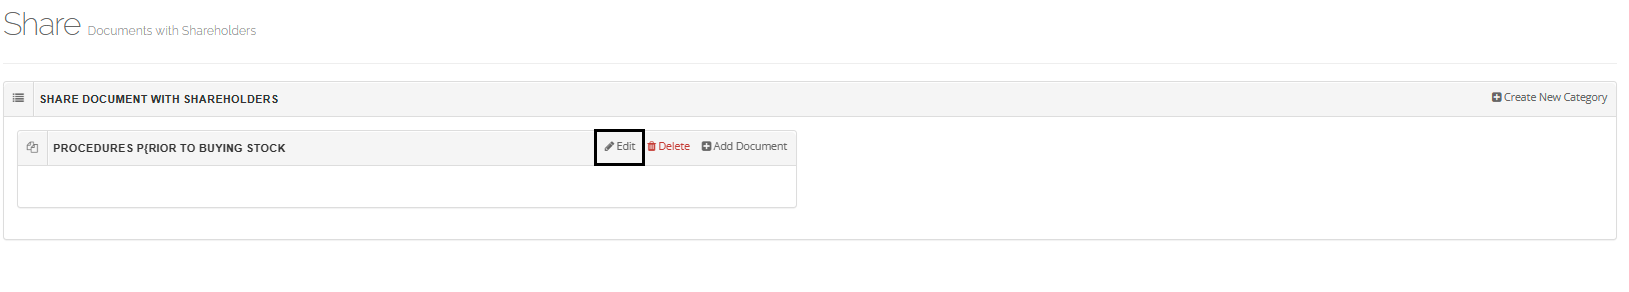 Share Documents with Shareholders
SHARE DOCUMENT WITH SHAREHOLDERS Create New Category
PROCEDURES P{RIOR TO BUYING STOCK Edit Delete Add Document